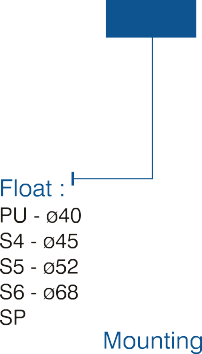 Float :
PU - ø40
S4 - ø45
S5 - ø52
S6 - ø68
SP
Mounting